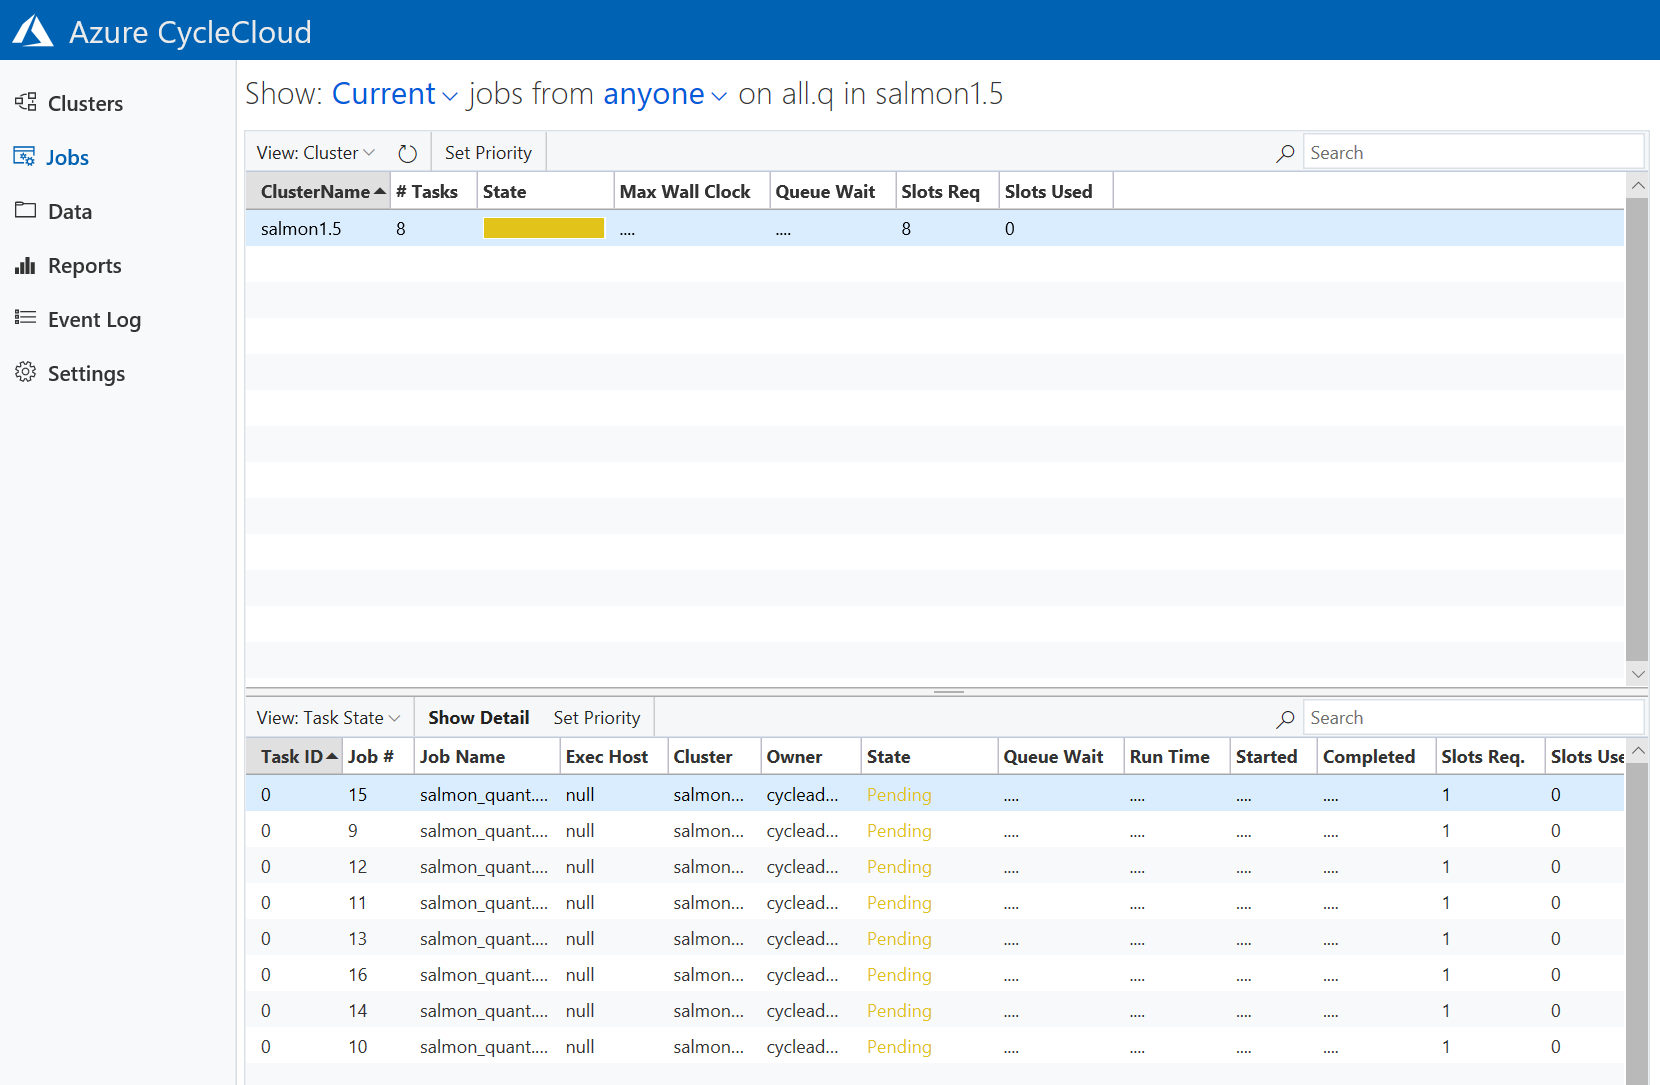 Azure CycleCloud
Clusters
Jobs
Data
Reports
Event Log
Settings
Show: Current jobs from anyone on all.q in salmon1.5
View: Cluster Set Priority Search
ClusterName # Tasks State Max Wall Clock Queue Wait Slots Req Slots Used
salmon1.5 8 .... .... 8 0
View: Task State Show Detail Set Priority Search
Task ID Job # Job Name Exec Host Cluster Owner State Queue Wait Run Time Started Completed Slots Req. Slots Use
0 15 salmon_quant.... null salmon... cyclead... Pending .... .... .... .... 1 0
0 9 salmon_quant.... null salmon... cyclead... Pending .... .... .... .... 1 0
0 12 salmon_quant.... null salmon... cyclead... Pending .... .... .... .... 1 0
0 11 salmon_quant.... null salmon... cyclead... Pending .... .... .... .... 1 0
0 13 salmon_quant.... null salmon... cyclead... Pending .... .... .... .... 1 0
0 16 salmon_quant.... null salmon... cyclead... Pending .... .... .... .... 1 0
0 14 salmon_quant.... null salmon... cyclead... Pending .... .... .... .... 1 0
0 10 salmon_quant.... null salmon... cyclead... Pending .... .... .... .... 1 0